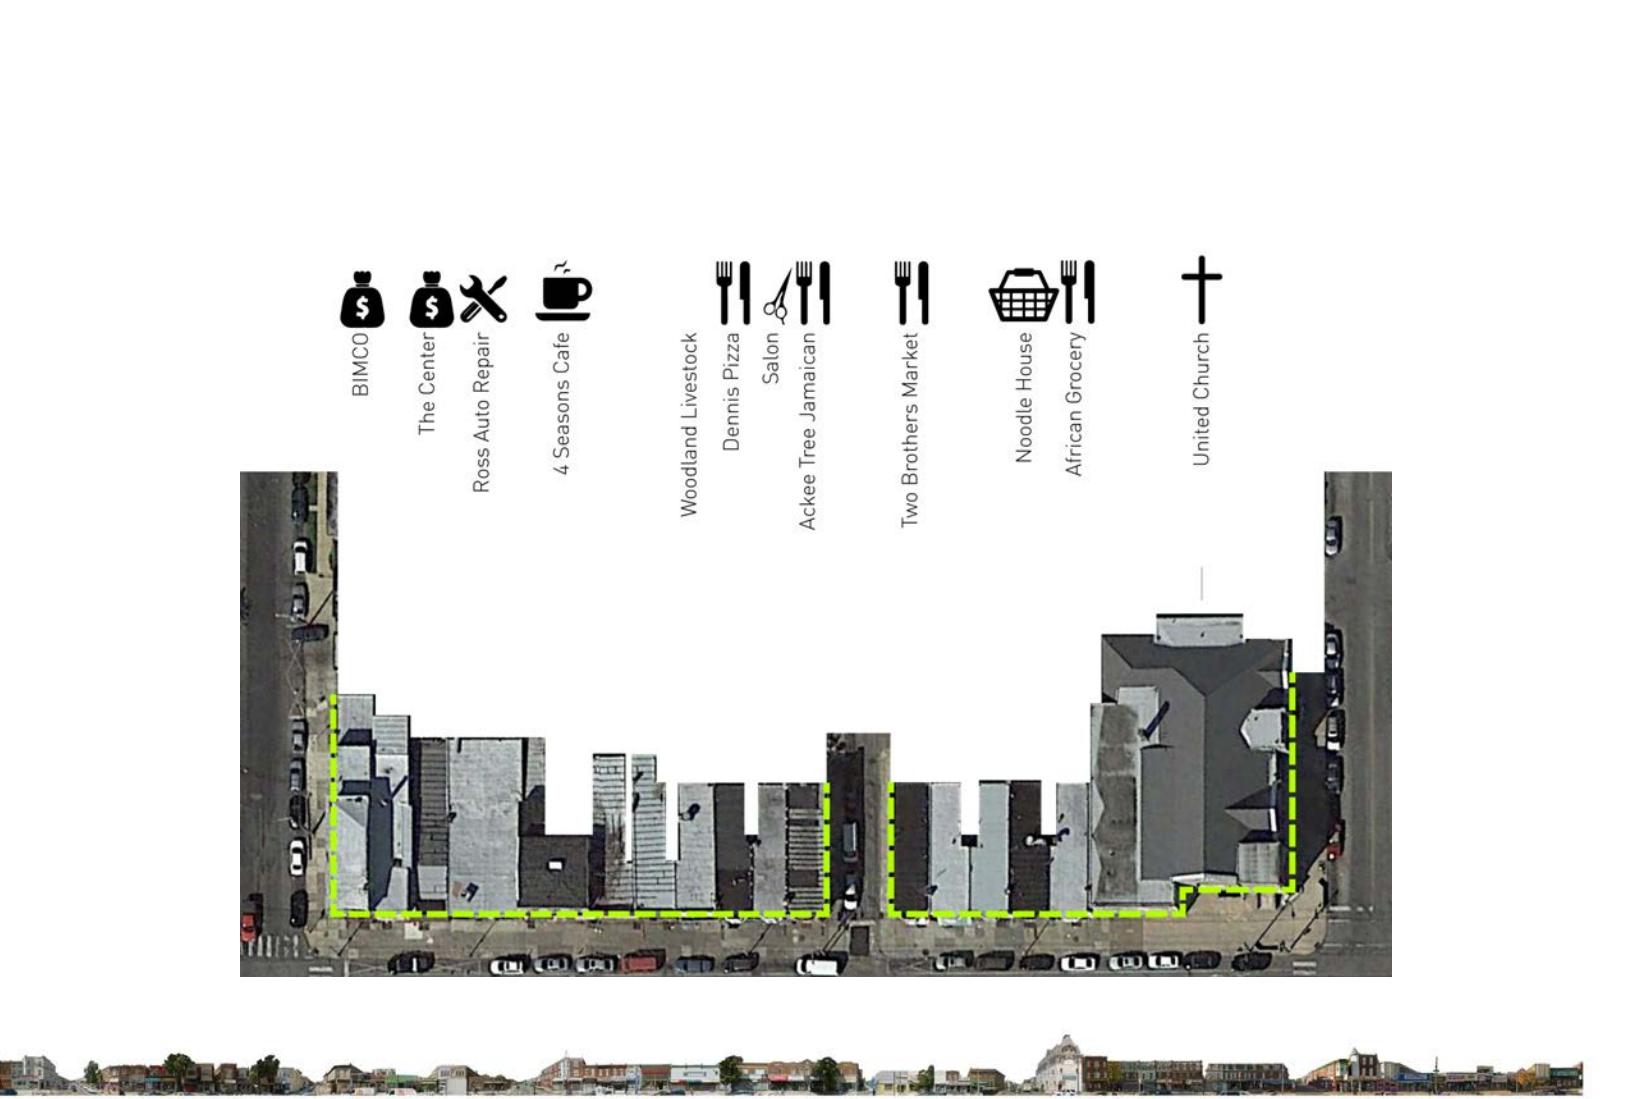 BIMCO
The Center
Ross Auto Repair
4 Seasons Cafe
Woodland Livestock
Dennis Pizza
Salon
Ackee Tree Jamaican
Two Brothers Market
Noodle House
African Grocery
United Church
$
$